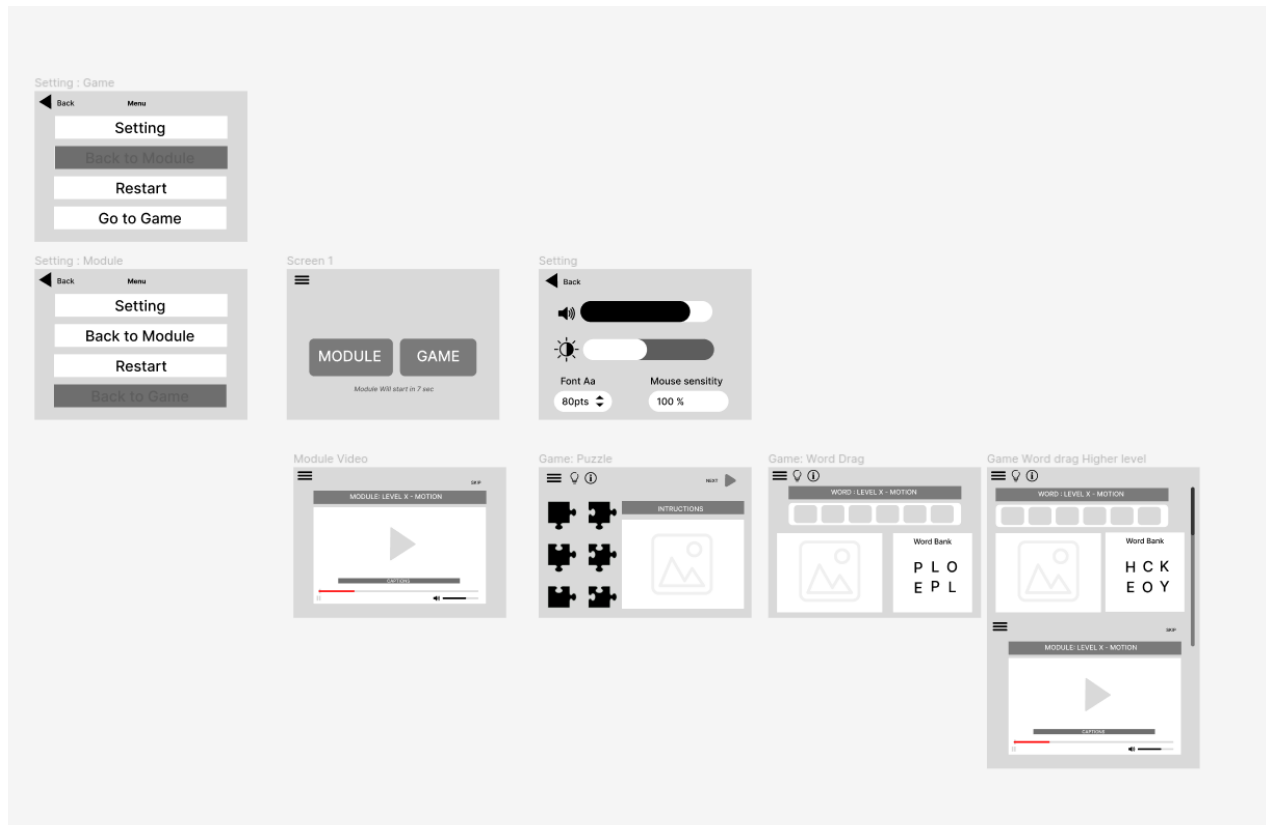 Setting : Game
Back
Menu
Setting
Back to Module
Restart
Go to Game
Setting : Module
Back
Menu
Setting
Back to Module
Restart
Back to Game
Screen 1
MODULE
GAME
Module Will start in 7 sec
Setting
Back
Font Aa
Mouse sensitity
80pts
100 %
Module Video
SKIP
MODULE: LEVEL X - MOTION
CAPTIONS
Game: Puzzle
NEXT
INTRUCTIONS
Game: Word Drag
WORD : LEVEL X - MOTION
Word Bank
P L O
E P L
Game Word drag Higher level
WORD : LEVEL X - MOTION
Word Bank
H C K
E O Y
SKIP
MODULE: LEVEL X - MOTION
CAPTIONS